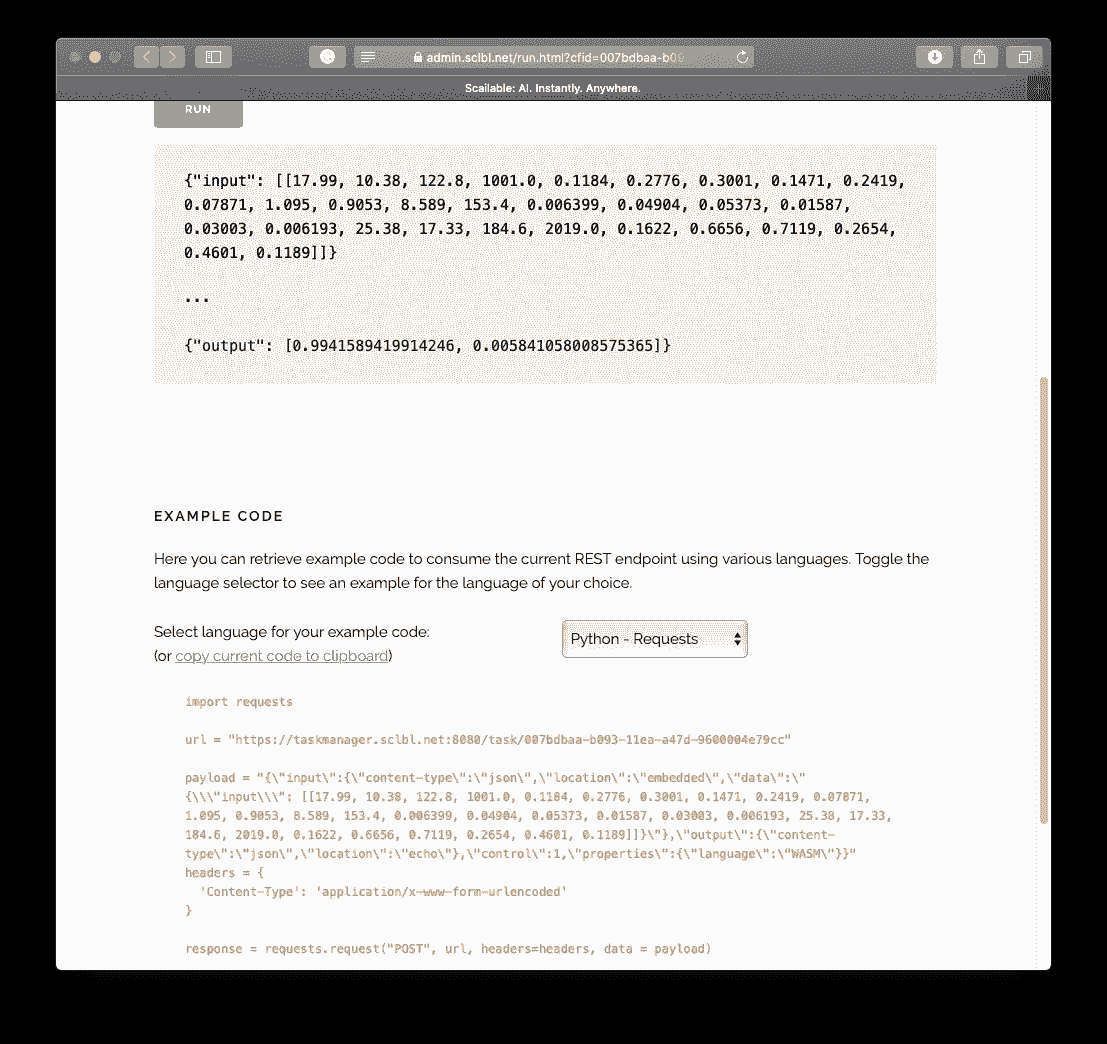 admin.sclbl.net/run.html?cfid=007bdbaa-b09
Scailable: AI. Instantly. Anywhere.
RUN
{"input": [[17.99, 10.38, 122.8, 1001.0, 0.1184, 0.2776, 0.3001, 0.1471, 0.2419,
0.07871, 1.095, 0.9053, 8.589, 153.4, 0.006399, 0.04904, 0.05373, 0.01587,
0.03003, 0.006193, 25.38, 17.33, 184.6, 2019.0, 0.1622, 0.6656, 0.7119, 0.2654,
0.4601, 0.1189]]}
...
{"output": [0.9941589419914246, 0.005841058008575365]}
EXAMPLE CODE
Here you can retrieve example code to consume the current REST endpoint using various languages. Toggle the
language selector to see an example for the language of your choice.
Select language for your example code:
Python - Requests
(or copy current code to clipboard)
import requests
url = "https://taskmanager.sclbl.net:8080/task/007bdbaa-b093-11ea-a47d-9600004e79cc"
payload = "{\"input\":{\"content-type\":\"json\",\"location\":\"embedded\",\"data\":\"
{\\\"input\\\": [[17.99, 10.38, 122.8, 1001.0, 0.1184, 0.2776, 0.3001, 0.1471, 0.2419, 0.07871,
1.095, 0.9053, 8.589, 153.4, 0.006399, 0.04904, 0.05373, 0.01587, 0.03003, 0.006193, 25.38, 17.33,
184.6, 2019.0, 0.1622, 0.6656, 0.7119, 0.2654, 0.4601, 0.1189]]}\"},\"output\":{\"content-
type\":\"json\",\"location\":\"echo\"},\"control\":1,\"properties\":{\"language\":\"WASM\"}}"
headers = {
'Content-Type': 'application/x-www-form-urlencoded'
}
response = requests.request("POST", url, headers=headers, data = payload)